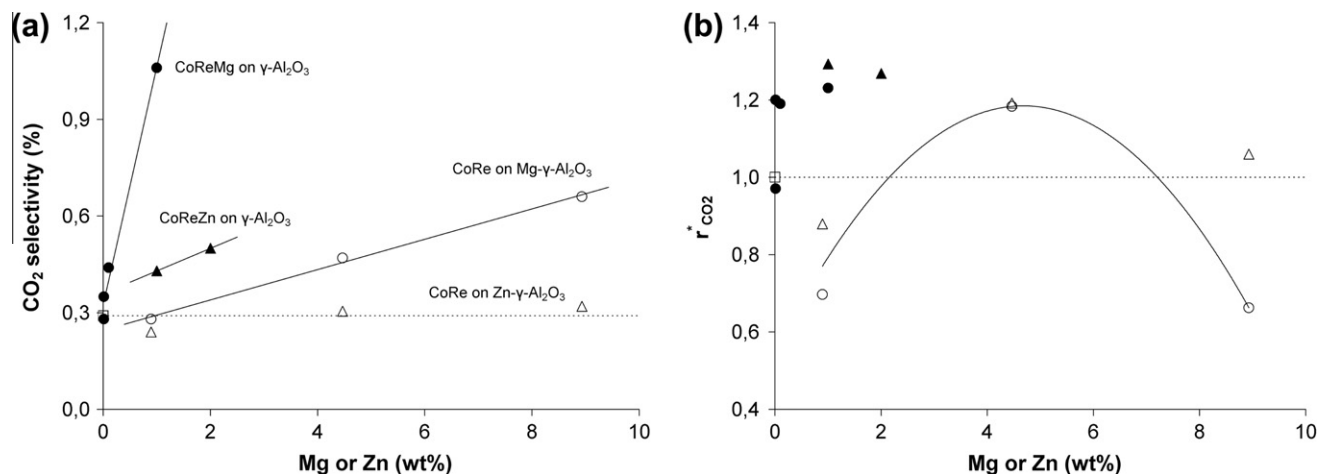 (a)
CO₂ selectivity (%)
1,2
0,9
0,6
0,3
0,0
CoReMg on γ-Al₂O₃
CoRe on Mg-γ-Al₂O₃
CoReZn on γ-Al₂O₃
CoRe on Zn-γ-Al₂O₃
0 2 4 6 8 10
Mg or Zn (wt%)
(b)
r*CO2
1,4
1,2
1,0
0,8
0,6
0,4
0 2 4 6 8 10
Mg or Zn (wt%)